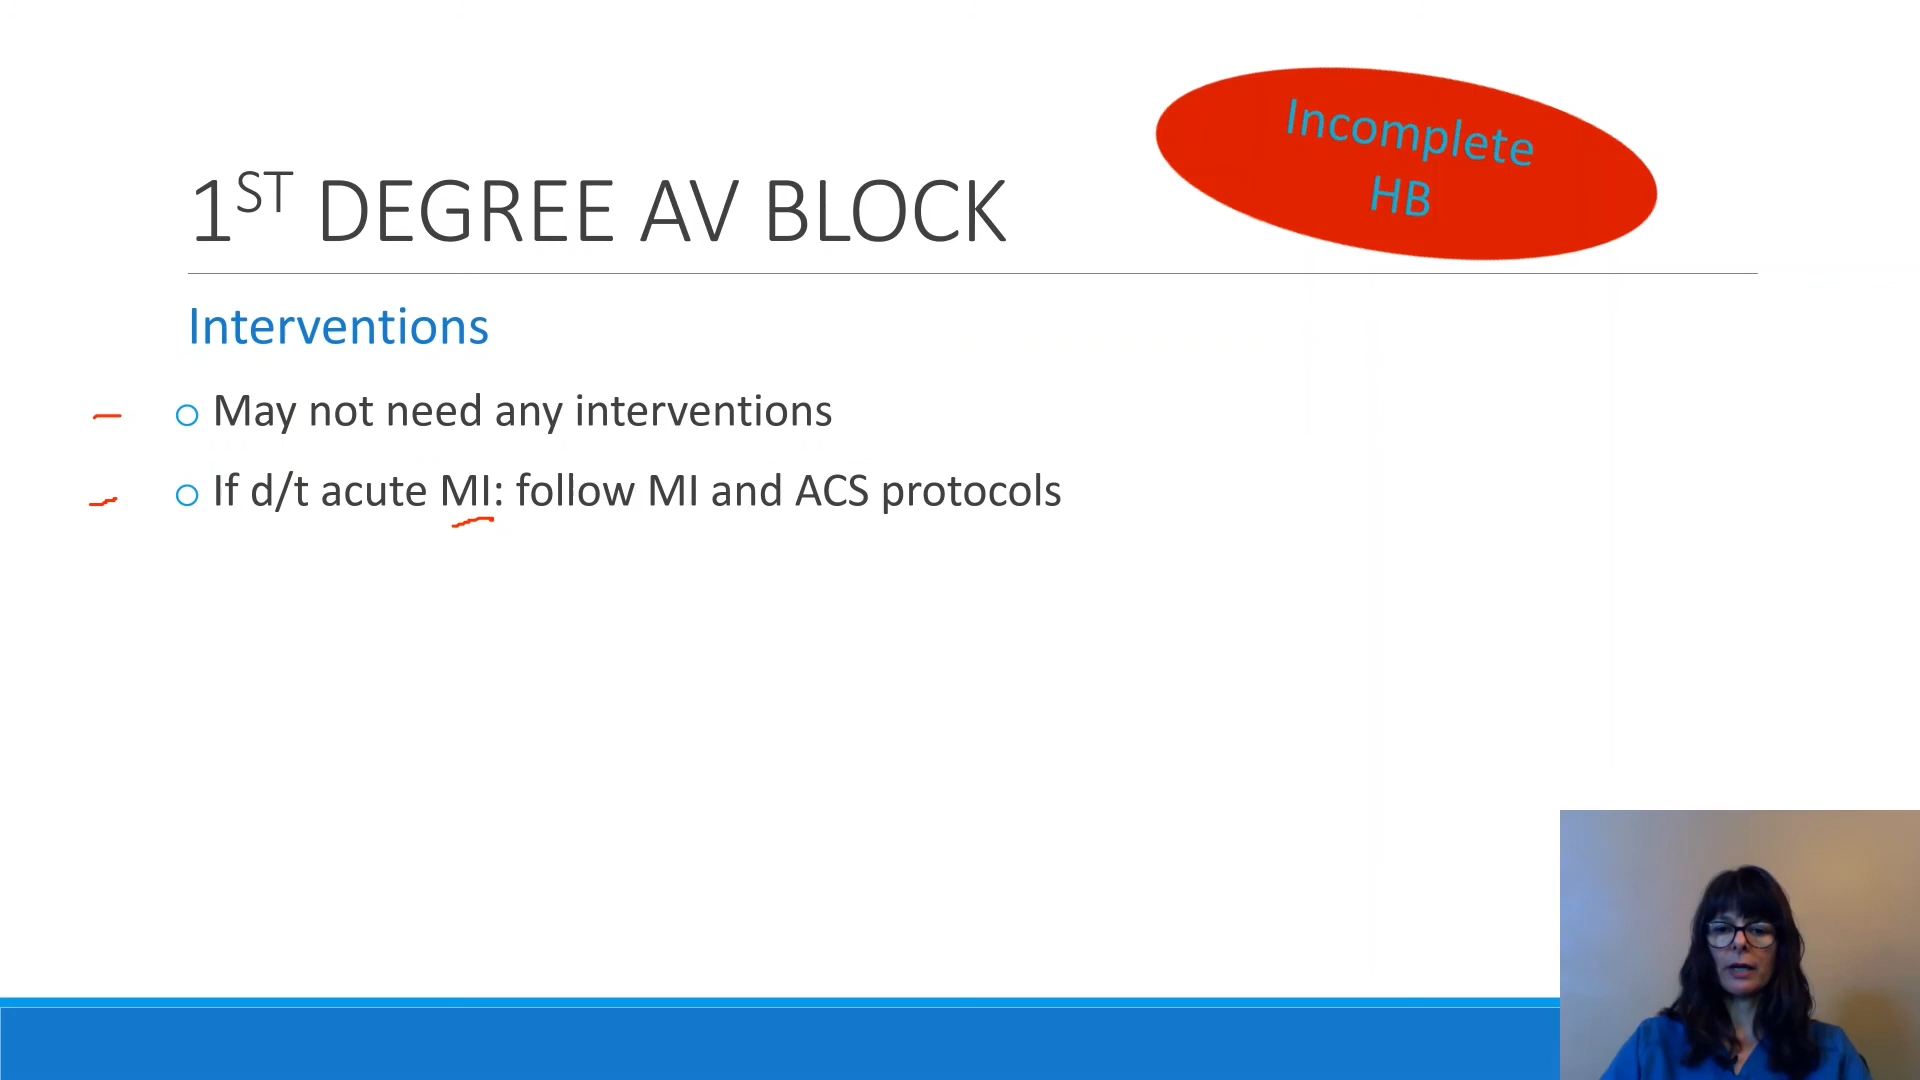 Incomplete
HB
1ST DEGREE AV BLOCK
Interventions
May not need any interventions
If d/t acute MI: follow MI and ACS protocols